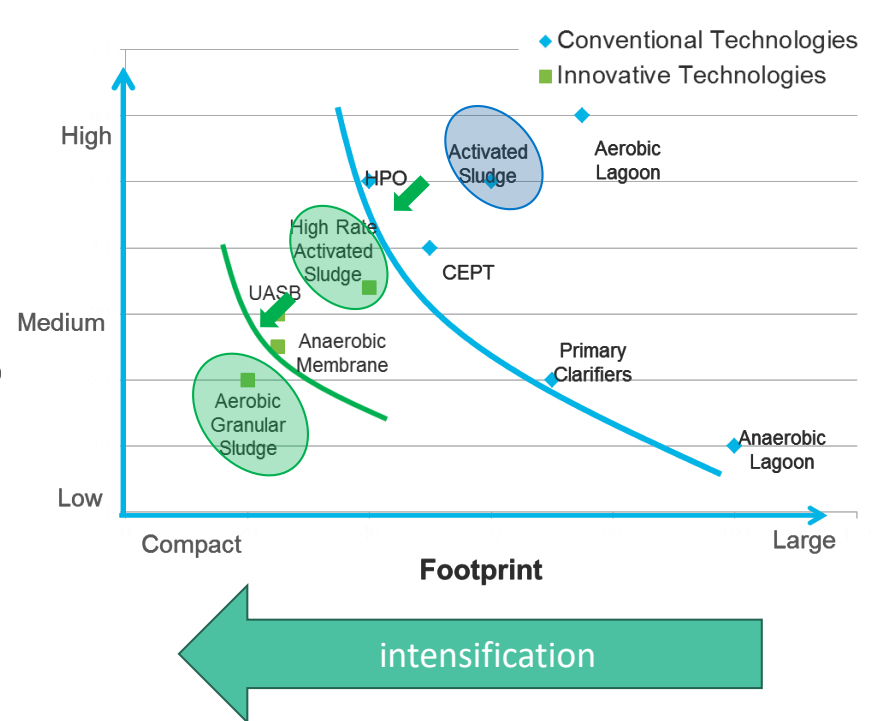 Conventional Technologies
Innovative Technologies
High
Activated
Sludge
Aerobic
Lagoon
HPO
High Rate
Activated
Sludge
CEPT
UASB
Medium
Anaerobic
Membrane
Primary
Clarifiers
Aerobic
Granular
Sludge
Anaerobic
Lagoon
Low
Compact
Large
Footprint
intensification